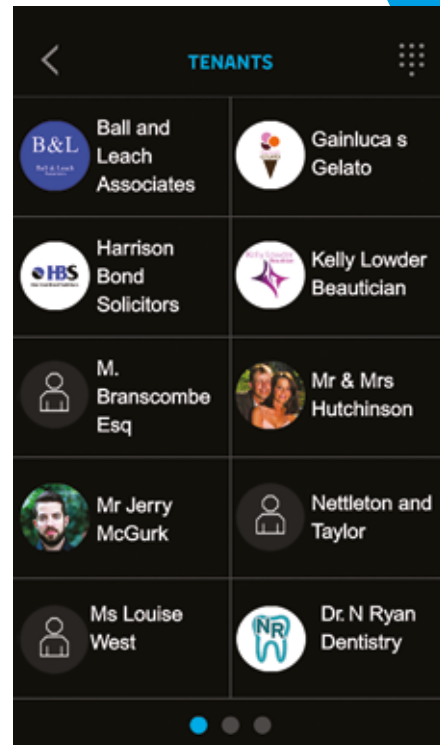 TENANTS
B&L
Ball and
Leach
Associates
Gainluca s
Gelato
HBS
Harrison
Bond
Solicitors
Kelly Lowder
Beautician
M.
Branscombe
Esq
Mr & Mrs
Hutchinson
Mr Jerry
McGurk
Nettleton and
Taylor
Ms Louise
West
NR
Dr. N Ryan
Dentistry